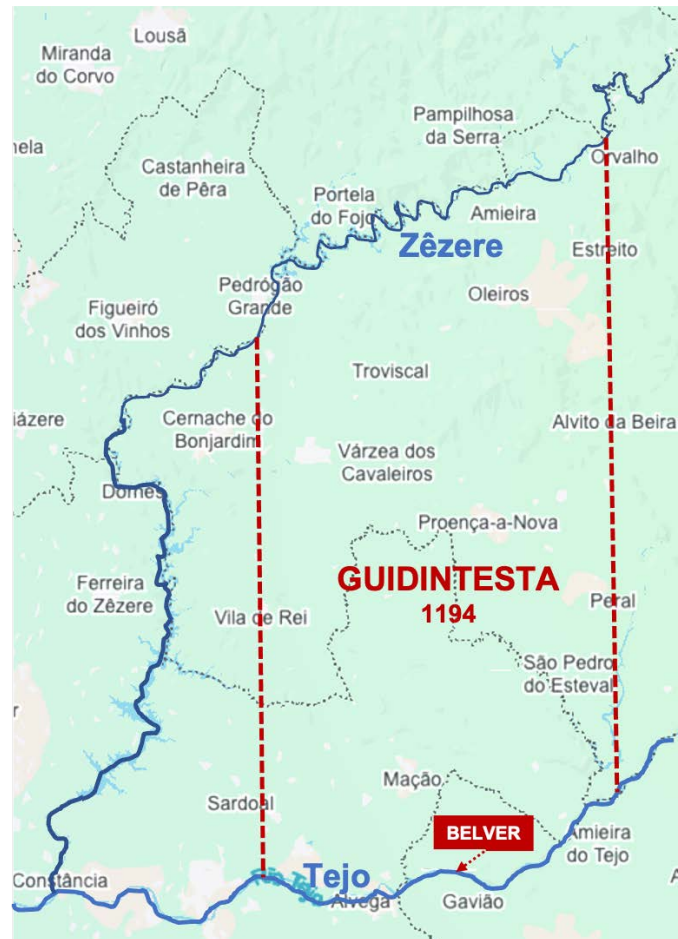 Lousã
Miranda
do Corvo
Pampilhosa
da Serra
nela
Orvalho
Castanheira
de Pêra
Portela
do Fojo
Amieira
Zêzere
Estreito
Pedrógão
Grande
Oleiros
Figueiró
dos Vinhos
Troviscal
iázere
Cernache do
Bonjardim
Alvito da Beira
Várzea dos
Cavaleiros
Dornes
Proença-a-Nova
GUIDINTESTA
1194
Ferreira
do Zêzere
Vila de Rei
Peral
São Pedro
do Esteval
r
Mação
Sardoal
BELVER
Amieira
do Tejo
Constância
Tejo
Alvega
Gavião
A